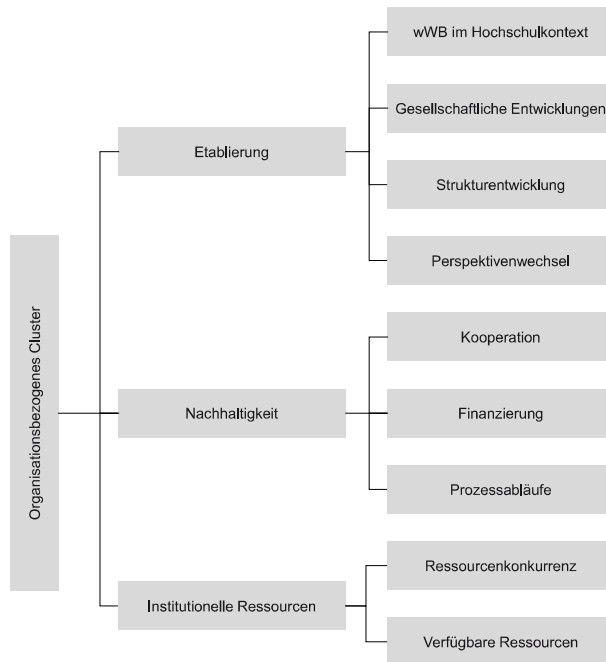 Organisationsbezogenes Cluster
Etablierung
wWB im Hochschulkontext
Gesellschaftliche Entwicklungen
Strukturentwicklung
Perspektivenwechsel
Nachhaltigkeit
Kooperation
Finanzierung
Prozessabläufe
Institutionelle Ressourcen
Ressourcenkonkurrenz
Verfügbare Ressourcen